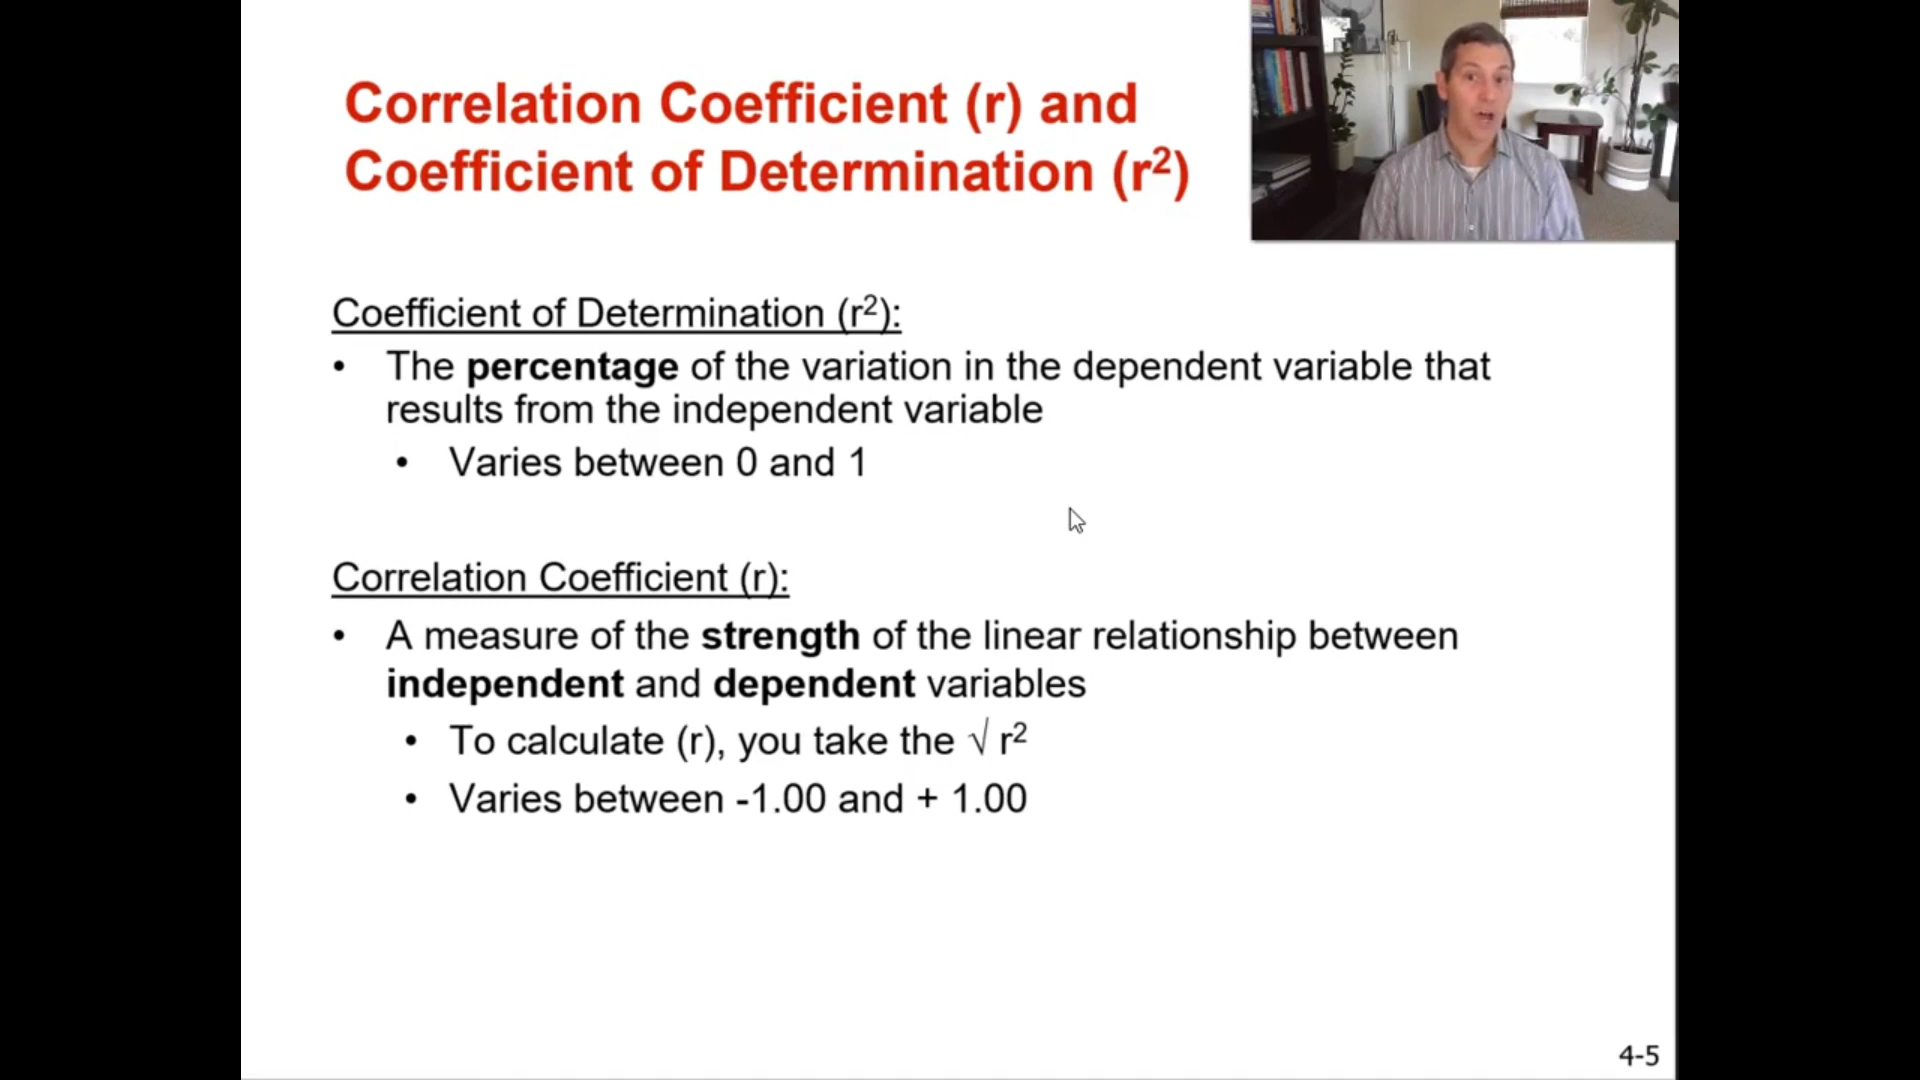 Correlation Coefficient (r) and
Coefficient of Determination (r²)
Coefficient of Determination (r²):
• The percentage of the variation in the dependent variable that
results from the independent variable
• Varies between 0 and 1
Correlation Coefficient (r):
• A measure of the strength of the linear relationship between
independent and dependent variables
• To calculate (r), you take the √ r²
• Varies between -1.00 and + 1.00
4-5